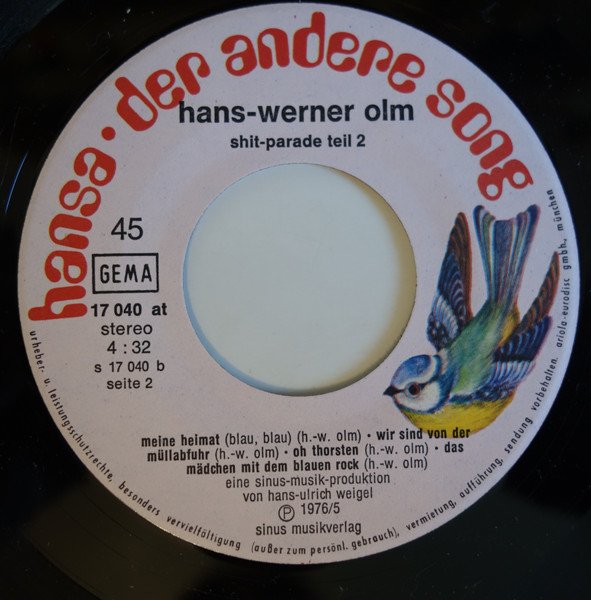 hansa · der andere song
hans-werner olm
shit-parade teil 2
45
GEMA
17 040 at
stereo
4 : 32
s 17 040 b
seite 2
meine heimat (blau, blau) (h.-w. olm) · wir sind von der
müllabfuhr (h.-w. olm) · oh thorsten (h.-w. olm) · das
mädchen mit dem blauen rock (h.-w. olm)
eine sinus-musik-produktion
von hans-ulrich weigel
Ⓟ 1976/5
sinus musikverlag
urheber- u. leistungsschutzrechte, besonders vervielfältigung (außer zum persönl. gebrauch), vermietung, aufführung, sendung vorbehalten. ariola-eurodisc gmbh., münchen